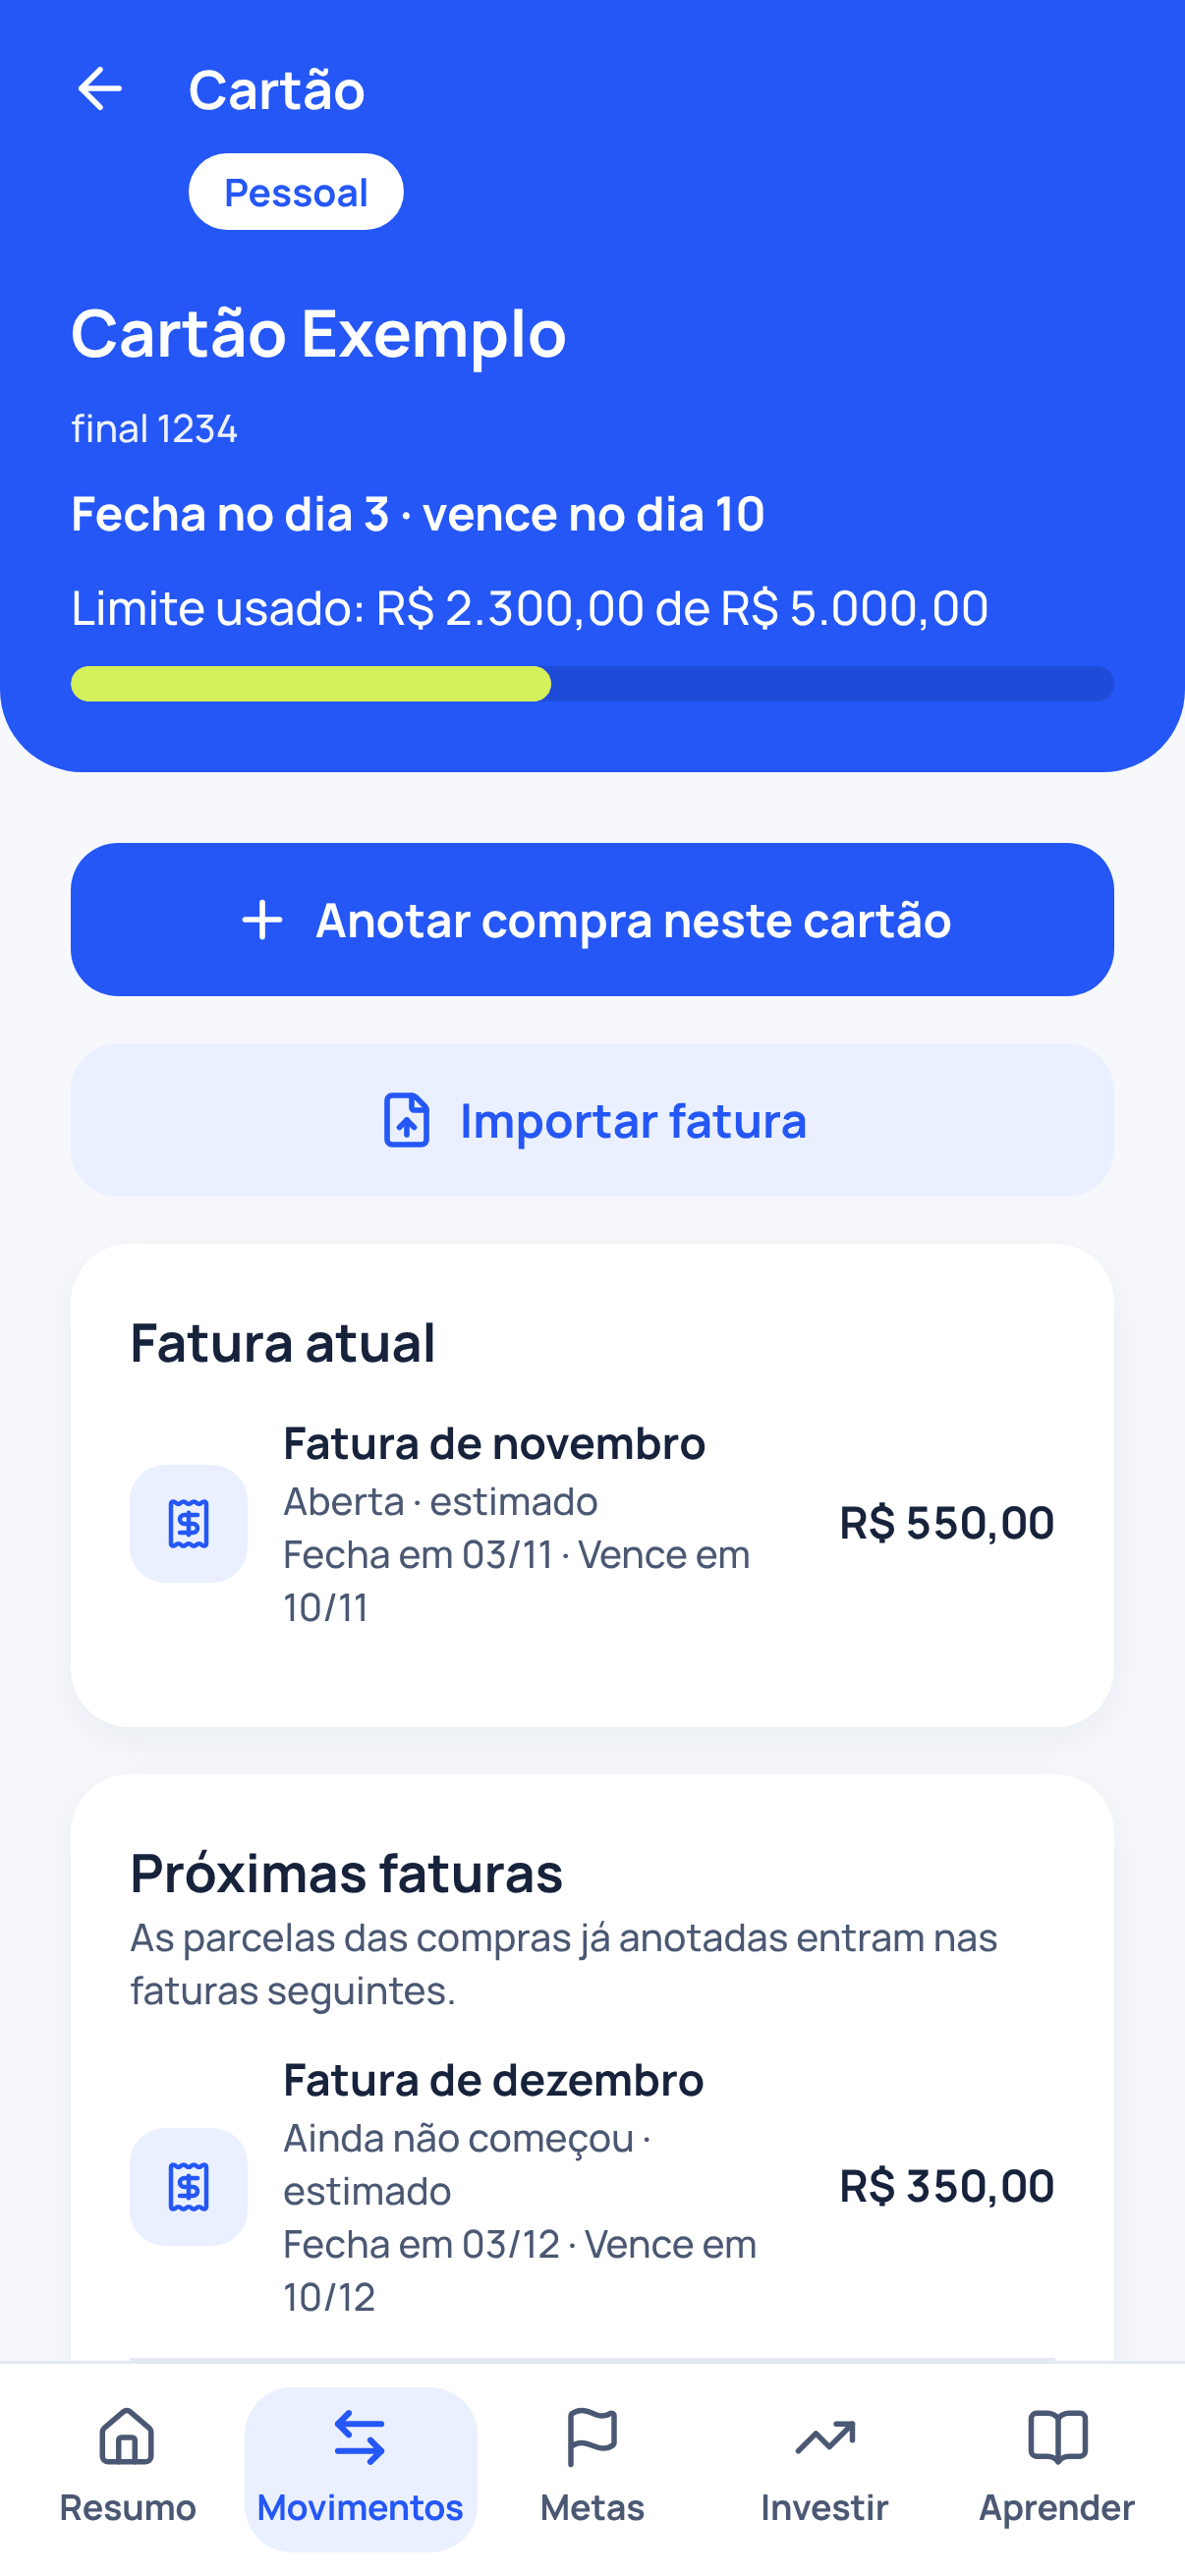 Cartão
Pessoal
Cartão Exemplo
final 1234
Fecha no dia 3 · vence no dia 10
Limite usado: R$ 2.300,00 de R$ 5.000,00
Anotar compra neste cartão
Importar fatura
Fatura atual
Fatura de novembro
Aberta · estimado
Fecha em 03/11 · Vence em
10/11
R$ 550,00
Próximas faturas
As parcelas das compras já anotadas entram nas
faturas seguintes.
Fatura de dezembro
Ainda não começou ·
estimado
Fecha em 03/12 · Vence em
10/12
R$ 350,00
Resumo
Movimentos
Metas
Investir
Aprender